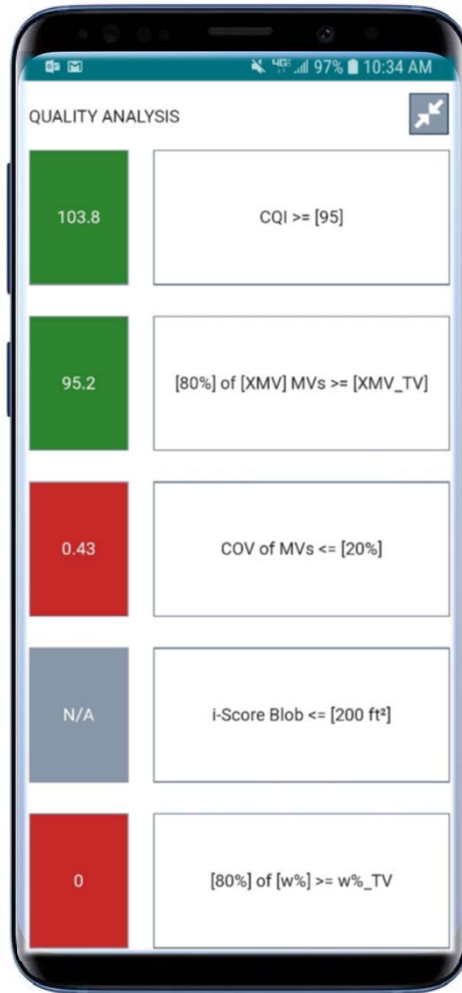 4G 97% 10:34 AM
QUALITY ANALYSIS
103.8 CQI >= [95]
95.2 [80%] of [XMV] MVs >= [XMV_TV]
0.43 COV of MVs <= [20%]
N/A i-Score Blob <= [200 ft²]
0 [80%] of [w%] >= w%_TV